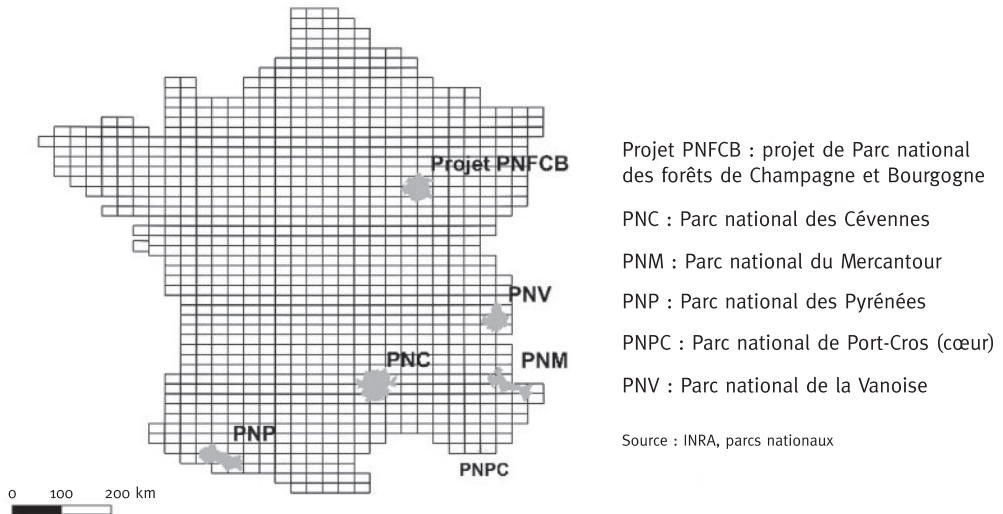 Projet PNFCB
PNV
PNC
PNM
PNP
PNPC
0 100 200 km
Projet PNFCB : projet de Parc national
des forêts de Champagne et Bourgogne
PNC : Parc national des Cévennes
PNM : Parc national du Mercantour
PNP : Parc national des Pyrénées
PNPC : Parc national de Port-Cros (cœur)
PNV : Parc national de la Vanoise
Source : INRA, parcs nationaux